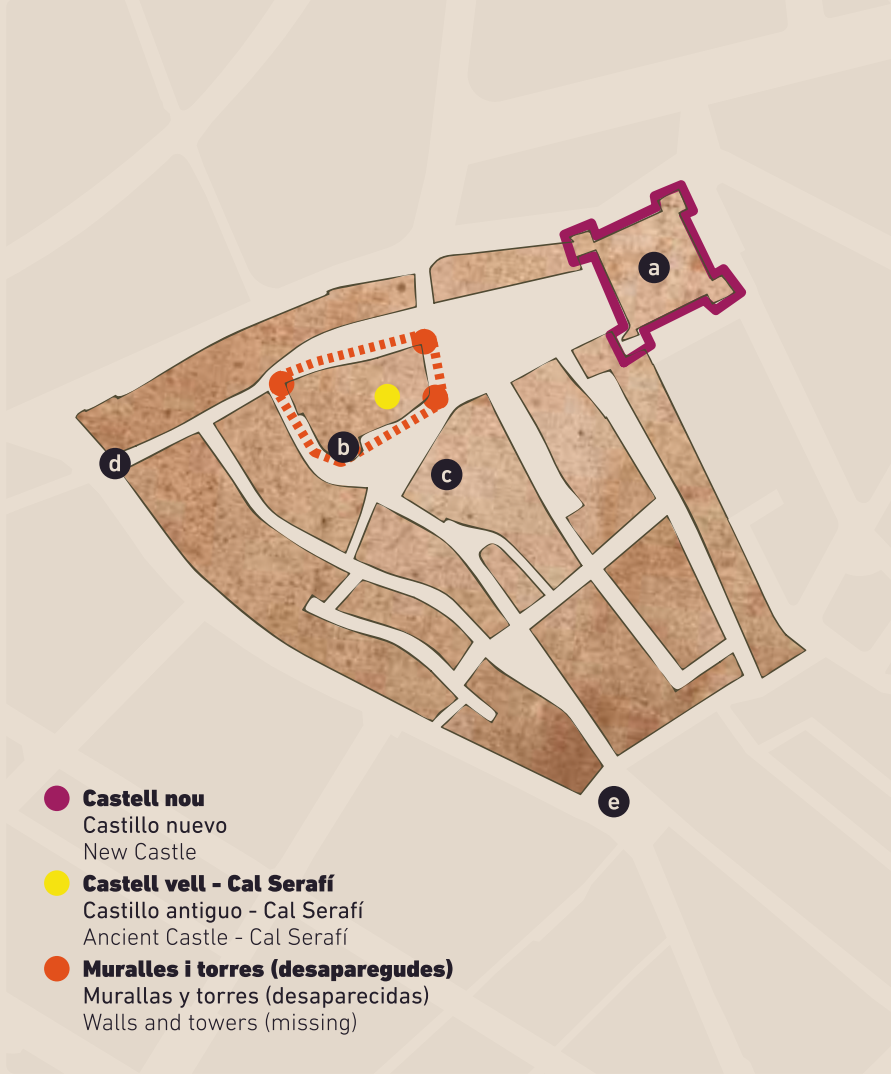 a
b
c
d
e
Castell nou
Castillo nuevo
New Castle
Castell vell - Cal Serafí
Castillo antiguo - Cal Serafí
Ancient Castle - Cal Serafí
Muralles i torres (desaparegudes)
Murallas y torres (desaparecidas)
Walls and towers (missing)